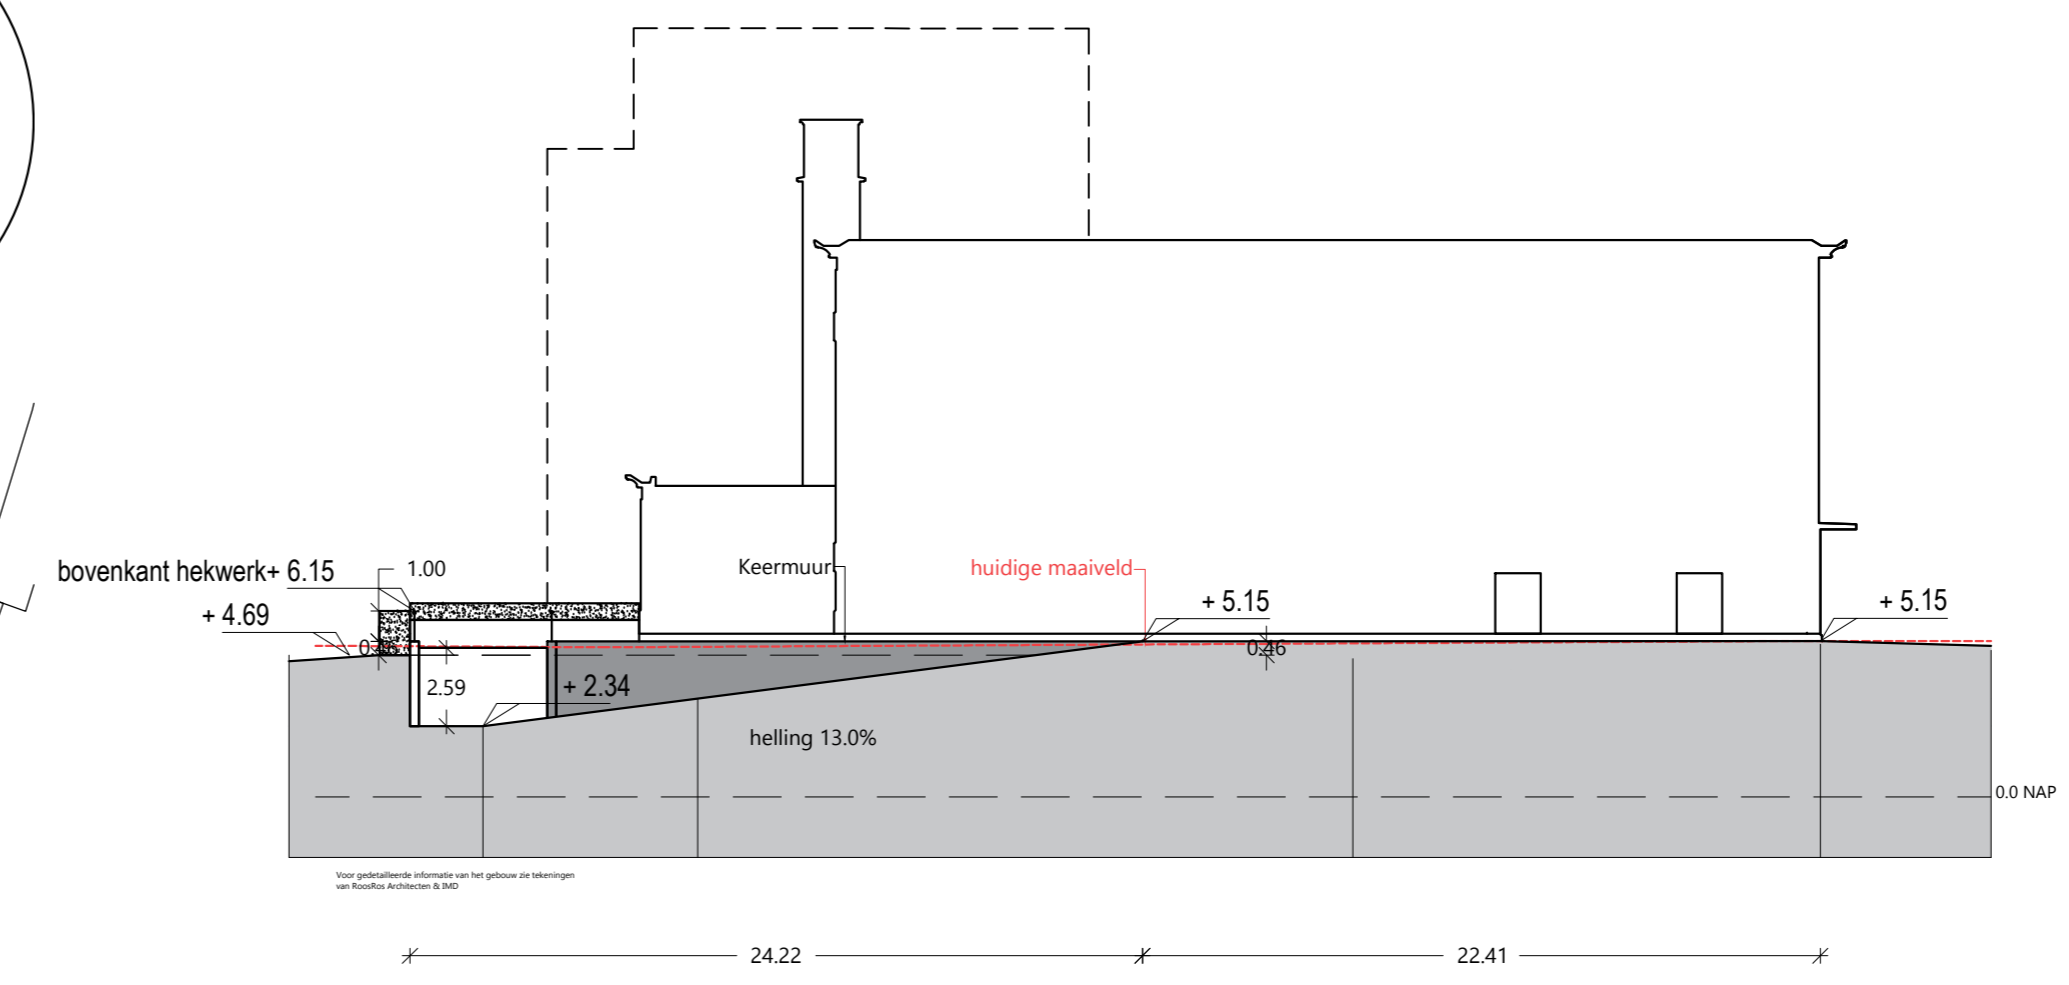 bovenkant hekwerk+ 6.15
1.00
Keermuur
huidige maaiveld
+ 5.15
+ 5.15
+ 4.69
0.46
2.59
+ 2.34
helling 13.0%
0.0 NAP
Voor gedetailleerde informatie van het gebouw zie tekeningen
van RoosRos Architecten & IMD
24.22
22.41